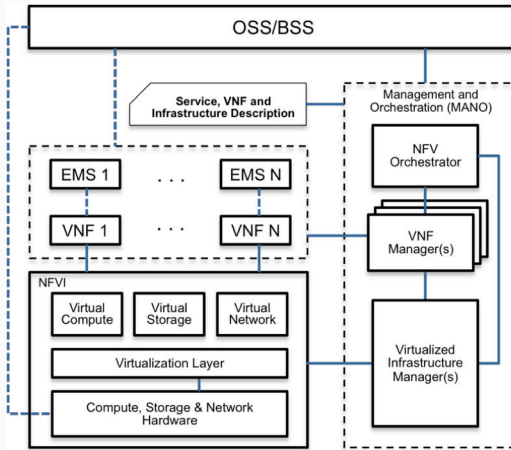 OSS/BSS
Service, VNF and
Infrastructure Description
Management and
Orchestration (MANO)
NFV
Orchestrator
EMS 1
. . .
EMS N
VNF 1
. . .
VNF N
VNF
Manager(s)
NFVI
Virtual
Compute
Virtual
Storage
Virtual
Network
Virtualization Layer
Compute, Storage & Network
Hardware
Virtualized
Infrastructure
Manager(s)